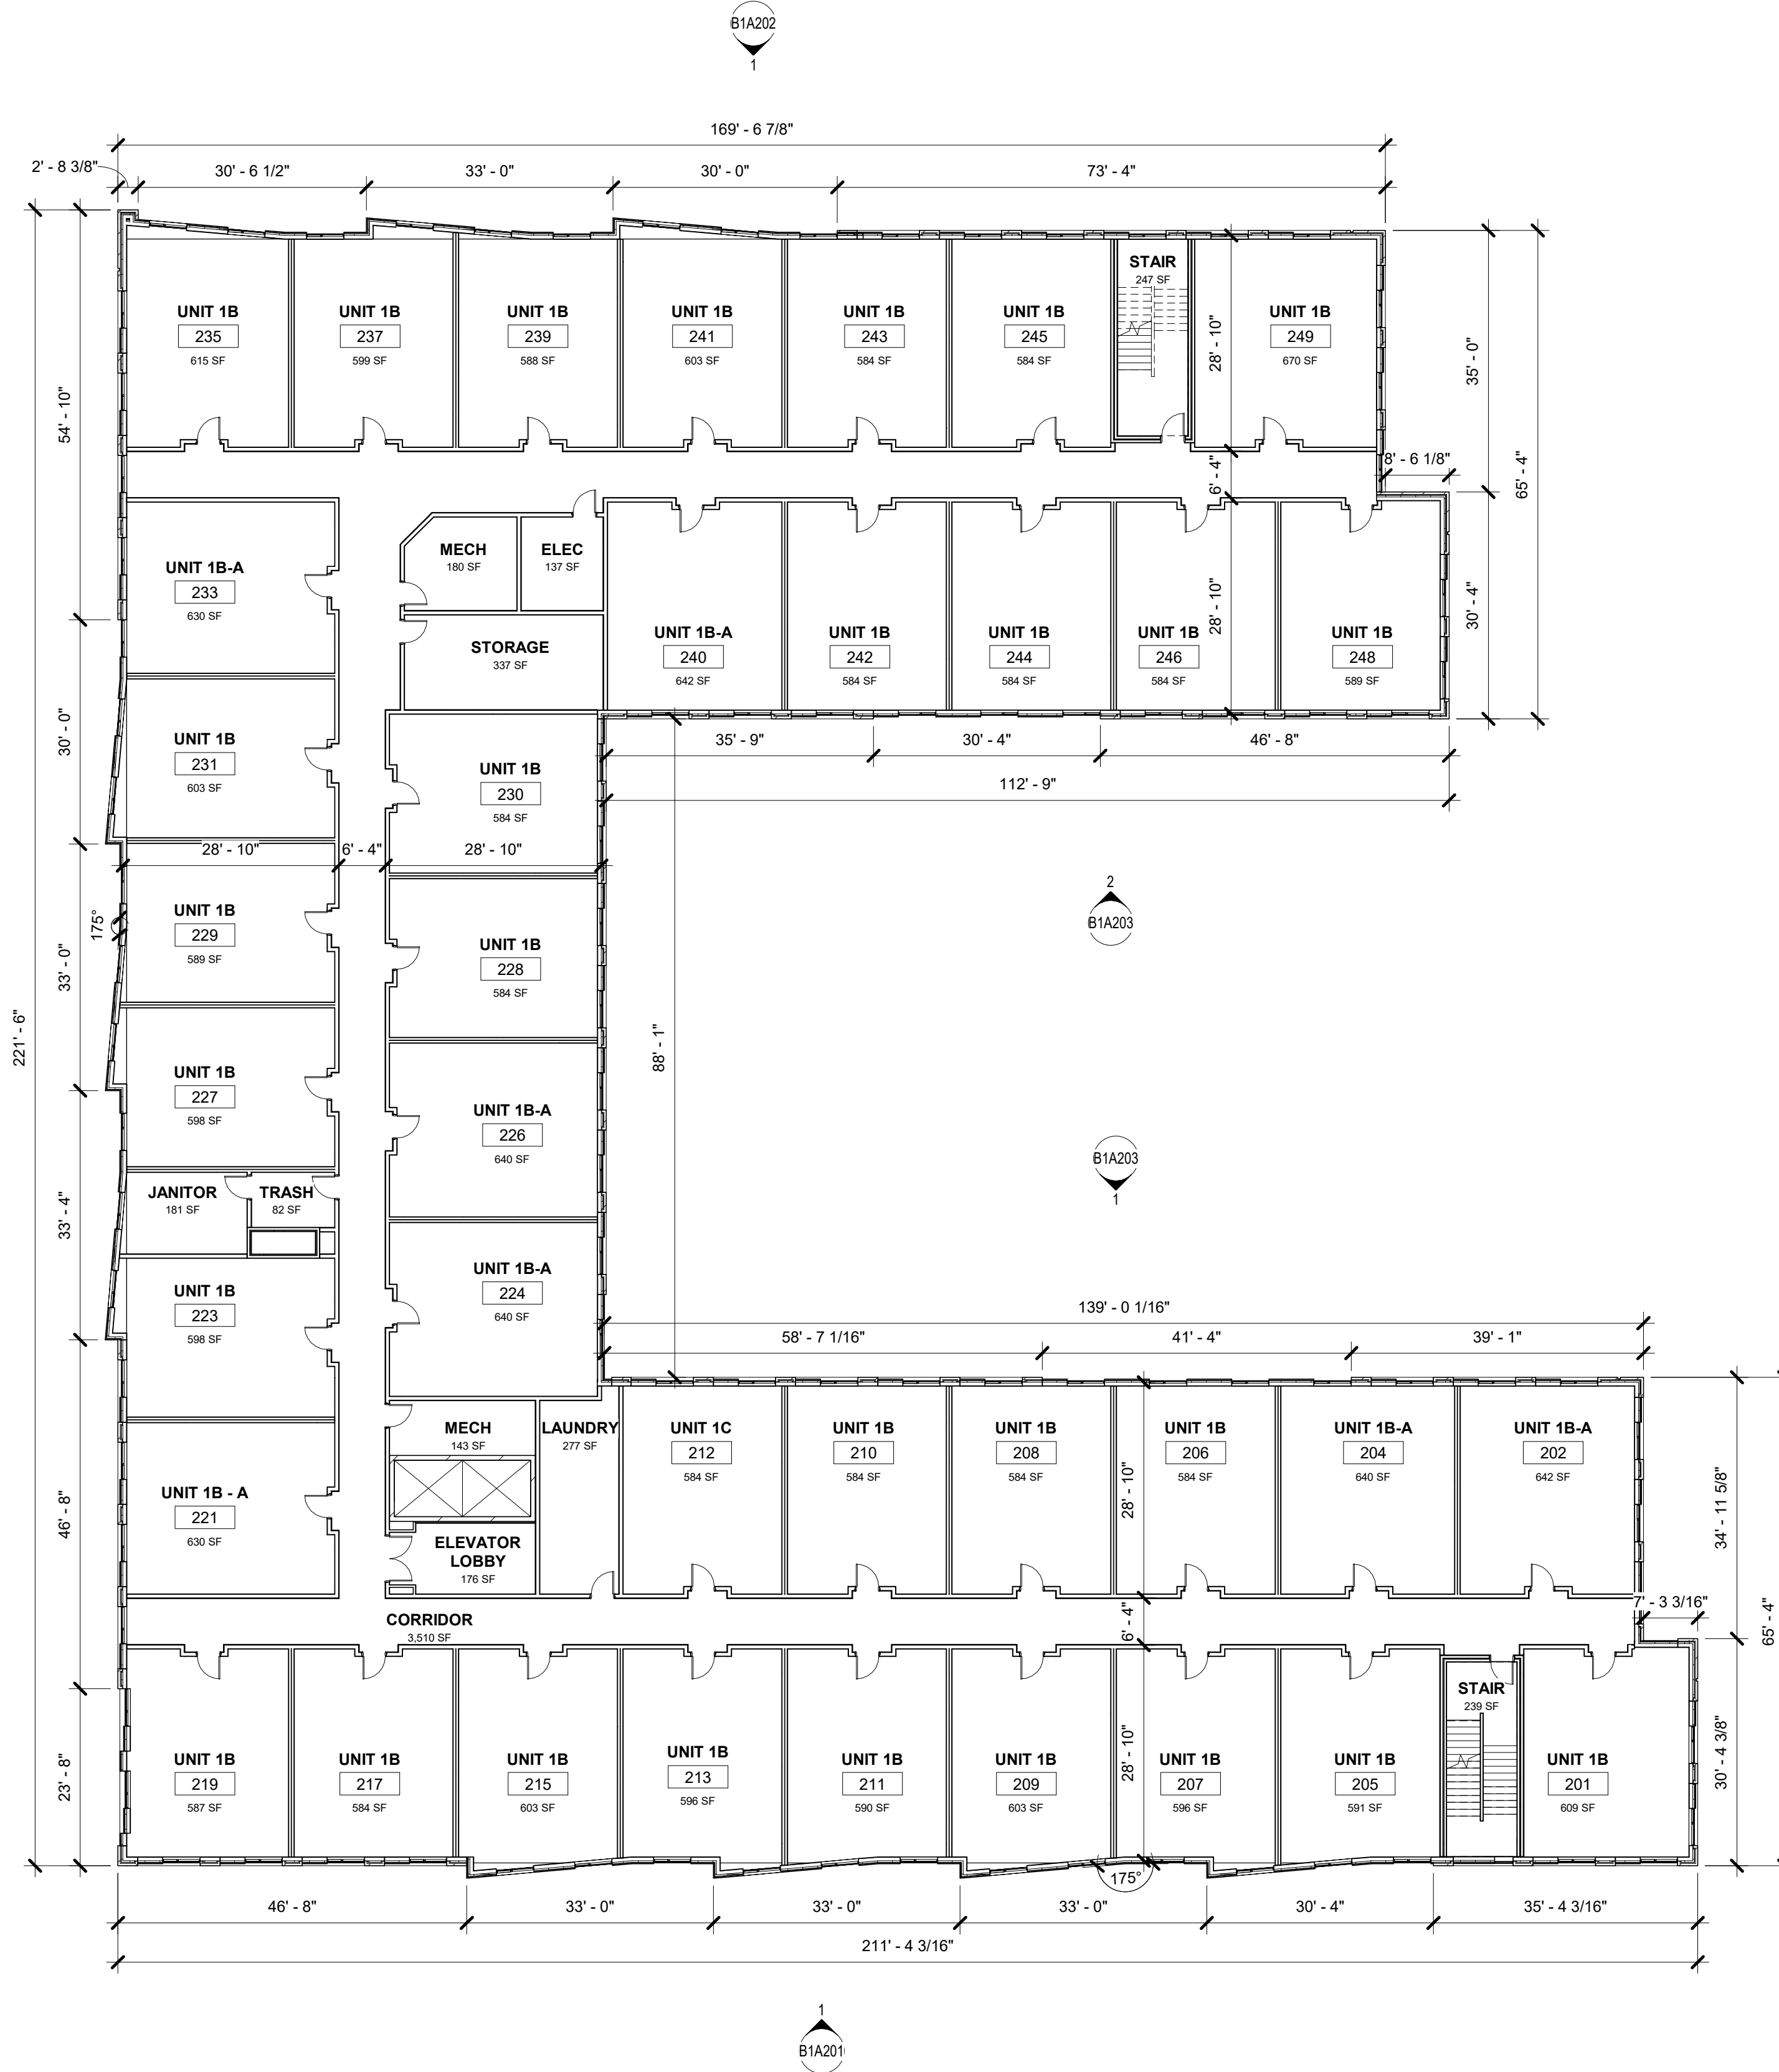 B1A202
1
169' - 6 7/8"
2' - 8 3/8"
30' - 6 1/2"
33' - 0"
30' - 0"
73' - 4"
UNIT 1B
235
615 SF
UNIT 1B
237
599 SF
UNIT 1B
239
588 SF
UNIT 1B
241
603 SF
UNIT 1B
243
584 SF
UNIT 1B
245
584 SF
STAIR
247 SF
28' - 10"
UNIT 1B
249
670 SF
35' - 0"
65' - 4"
54' - 10"
6' - 4"
8' - 6 1/8"
UNIT 1B-A
233
630 SF
MECH
180 SF
ELEC
137 SF
STORAGE
337 SF
UNIT 1B-A
240
642 SF
UNIT 1B
242
584 SF
UNIT 1B
244
584 SF
UNIT 1B
246
584 SF
28' - 10"
UNIT 1B
248
589 SF
30' - 4"
30' - 0"
UNIT 1B
231
603 SF
UNIT 1B
230
584 SF
35' - 9"
30' - 4"
46' - 8"
112' - 9"
28' - 10"
6' - 4"
28' - 10"
175°
UNIT 1B
229
589 SF
UNIT 1B
228
584 SF
2
B1A203
33' - 0"
221' - 6"
88' - 1"
UNIT 1B
227
598 SF
UNIT 1B-A
226
640 SF
B1A203
1
JANITOR
181 SF
TRASH
82 SF
33' - 4"
UNIT 1B
223
598 SF
UNIT 1B-A
224
640 SF
139' - 0 1/16"
58' - 7 1/16"
41' - 4"
39' - 1"
MECH
143 SF
LAUNDRY
277 SF
UNIT 1C
212
584 SF
UNIT 1B
210
584 SF
UNIT 1B
208
584 SF
28' - 10"
UNIT 1B
206
584 SF
UNIT 1B-A
204
640 SF
UNIT 1B-A
202
642 SF
34' - 11 5/8"
46' - 8"
UNIT 1B - A
221
630 SF
ELEVATOR
LOBBY
176 SF
CORRIDOR
3,510 SF
6' - 4"
7' - 3 3/16"
65' - 4"
23' - 8"
UNIT 1B
219
587 SF
UNIT 1B
217
584 SF
UNIT 1B
215
603 SF
UNIT 1B
213
596 SF
UNIT 1B
211
590 SF
UNIT 1B
209
603 SF
28' - 10"
UNIT 1B
207
596 SF
UNIT 1B
205
591 SF
STAIR
239 SF
UNIT 1B
201
609 SF
30' - 4 3/8"
175°
46' - 8"
33' - 0"
33' - 0"
33' - 0"
30' - 4"
35' - 4 3/16"
211' - 4 3/16"
1
B1A201